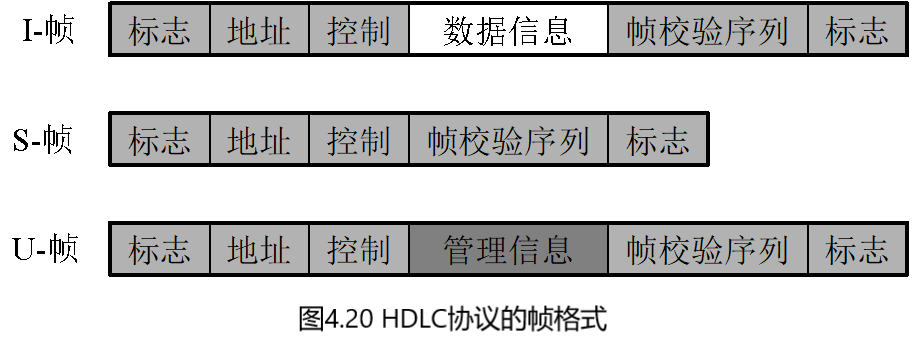 I-帧 标志 地址 控制 数据信息 帧校验序列 标志
S-帧 标志 地址 控制 帧校验序列 标志
U-帧 标志 地址 控制 管理信息 帧校验序列 标志
图4.20 HDLC协议的帧格式